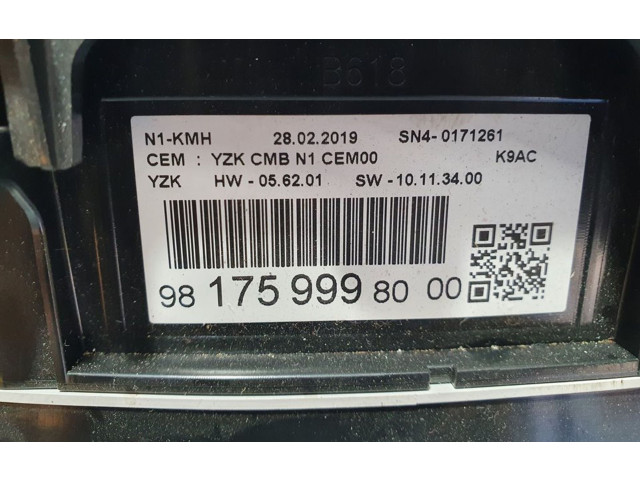 B618
N1-KMH 28.02.2019 SN4- 0171261
CEM : YZK CMB N1 CEM00 K9AC
YZK HW - 05.62.01 SW - 10.11.34.00
98 175 999 80 00